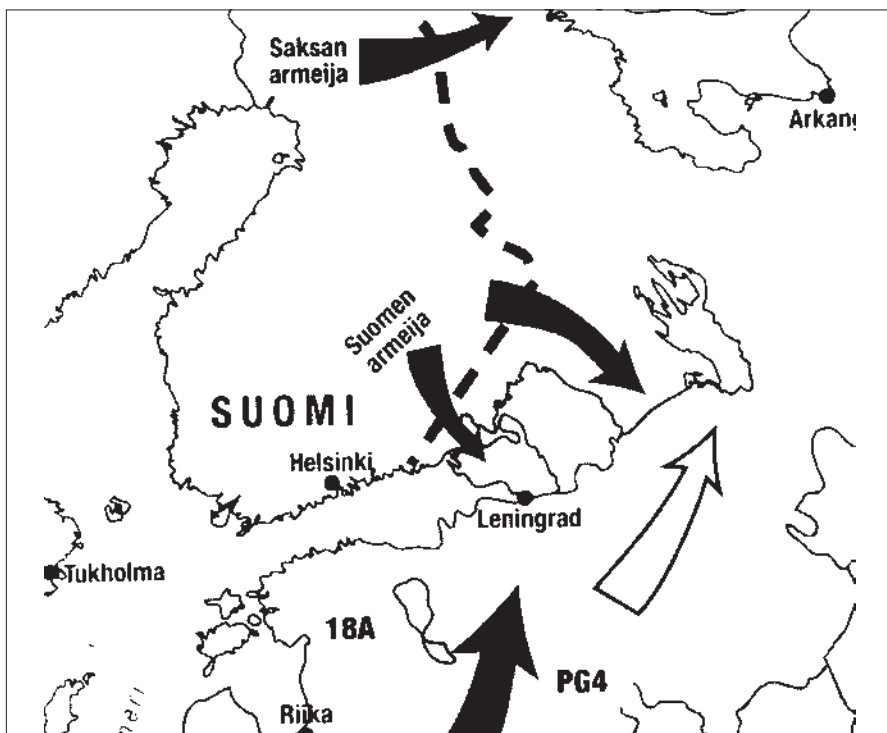 Saksan
armeija
Arkang
Suomen
armeija
SUOMI
Helsinki
Leningrad
Tukholma
18A
PG4
Riika